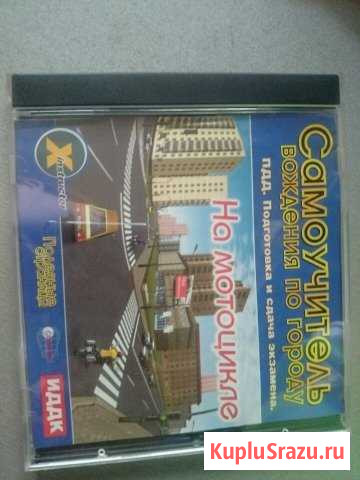 Самоучитель
вождения по городу
ПДД. Подготовка и сдача экзамена.
На мотоцикле
X
ИДДК
KupluSrazu.ru